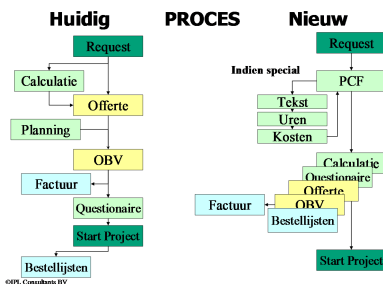 Huidig PROCES Nieuw
Request
Calculatie
Offerte
Planning
OBV
Factuur
Questionaire
Start Project
Bestellijsten
Request
Indien special
PCF
Tekst
Uren
Kosten
Calculatie
Questionaire
Offerte
Factuur
OBV
Bestellijsten
Start Project
©IPL Consultants BV